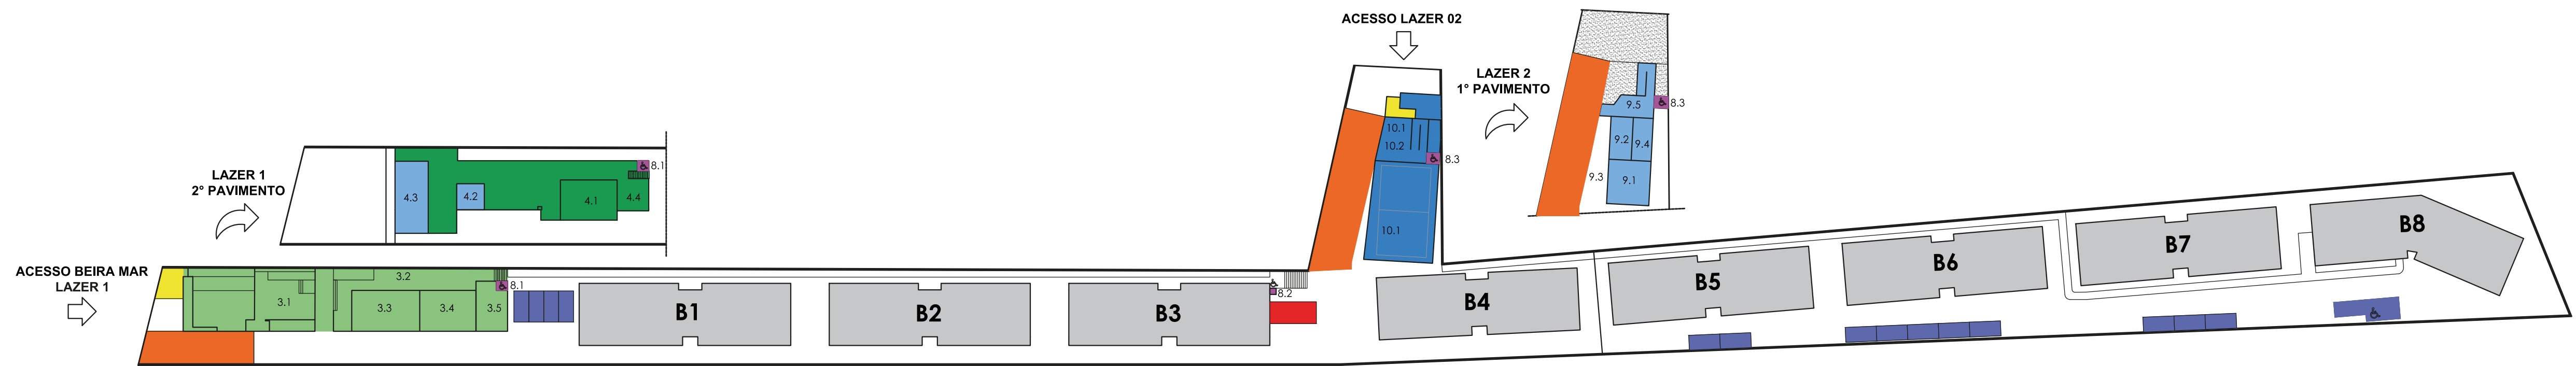 ACESSO LAZER 02
LAZER 2
1° PAVIMENTO
9.5
8.3
9.2
9.4
9.3
9.1
10.1
10.2
8.3
10.1
LAZER 1
2° PAVIMENTO
8.1
4.3
4.2
4.1
4.4
ACESSO BEIRA MAR
LAZER 1
3.2
3.1
3.3
3.4
3.5
8.1
B1
B2
B3
8.2
B4
B5
B6
B7
B8